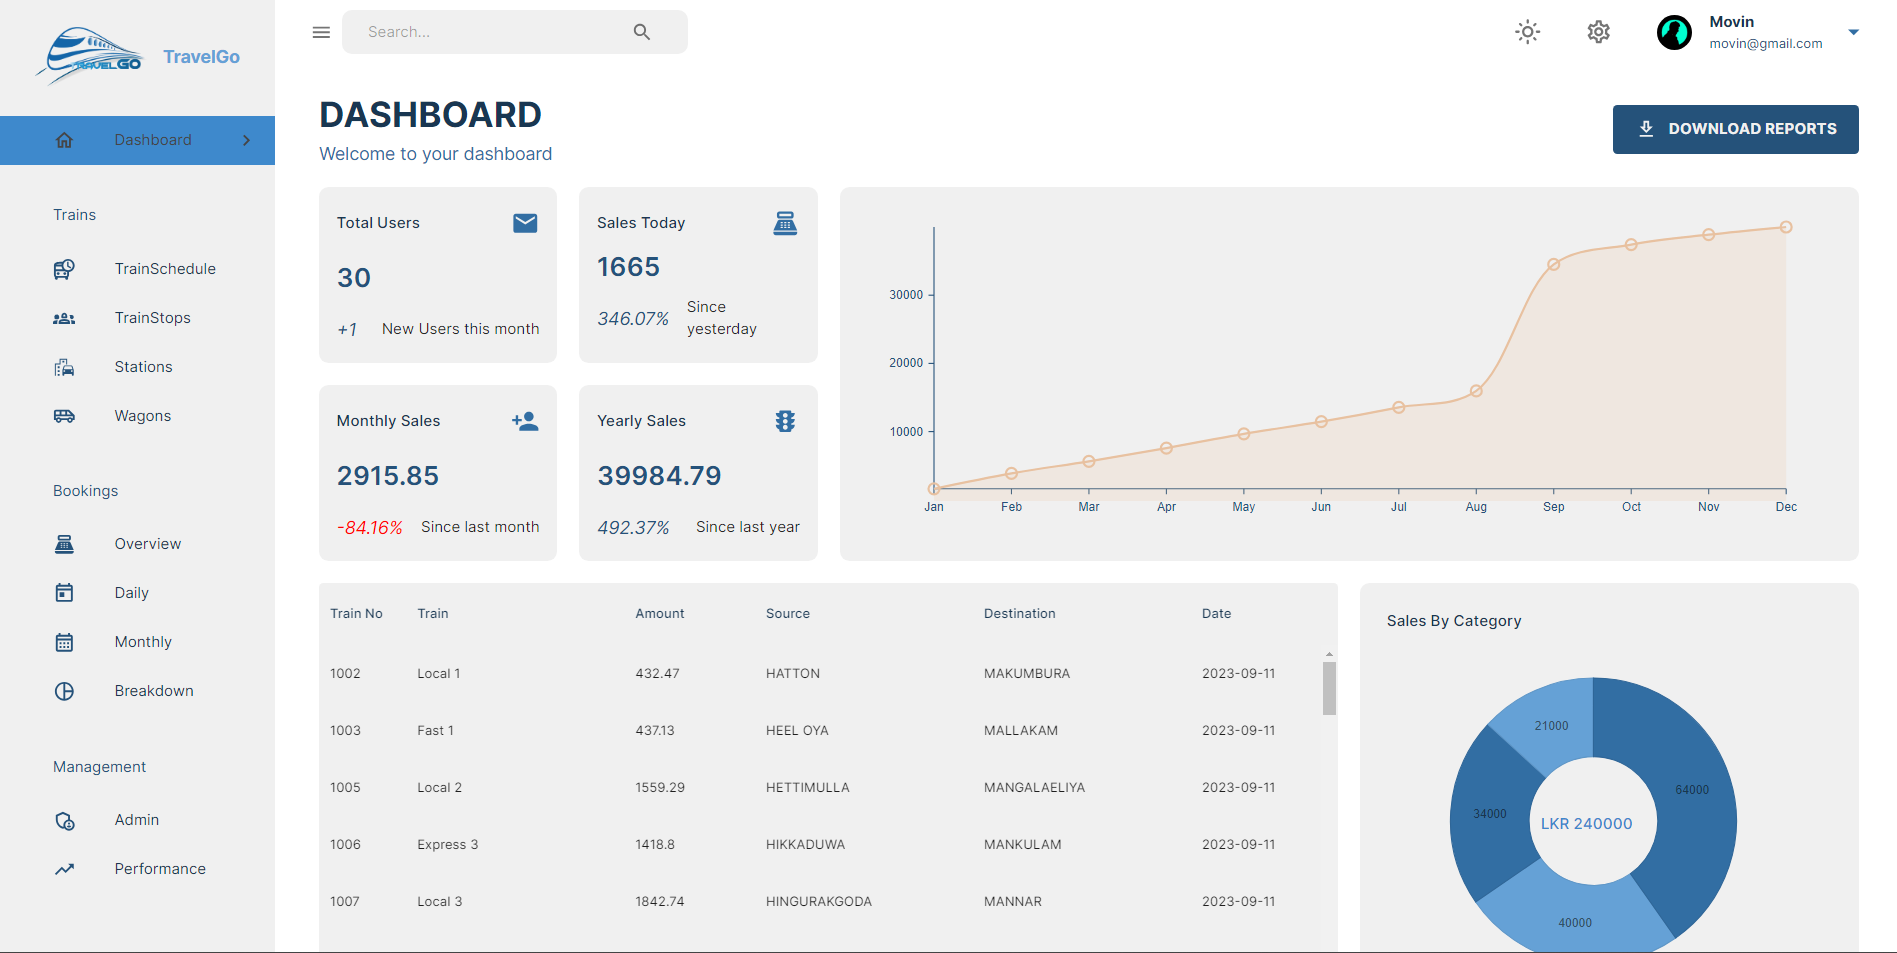 TRAVELGO
TravelGo
Search...
Movin
movin@gmail.com
Dashboard
Trains
TrainSchedule
TrainStops
Stations
Wagons
Bookings
Overview
Daily
Monthly
Breakdown
Management
Admin
Performance
DASHBOARD
Welcome to your dashboard
DOWNLOAD REPORTS
Total Users
30
+1 New Users this month
Sales Today
1665
346.07% Since
yesterday
Monthly Sales
2915.85
-84.16% Since last month
Yearly Sales
39984.79
492.37% Since last year
30000
20000
10000
Jan Feb Mar Apr May Jun Jul Aug Sep Oct Nov Dec
Train No Train Amount Source Destination Date
1002 Local 1 432.47 HATTON MAKUMBURA 2023-09-11
1003 Fast 1 437.13 HEEL OYA MALLAKAM 2023-09-11
1005 Local 2 1559.29 HETTIMULLA MANGALAELIYA 2023-09-11
1006 Express 3 1418.8 HIKKADUWA MANKULAM 2023-09-11
1007 Local 3 1842.74 HINGURAKGODA MANNAR 2023-09-11
Sales By Category
21000
64000
34000
LKR 240000
40000